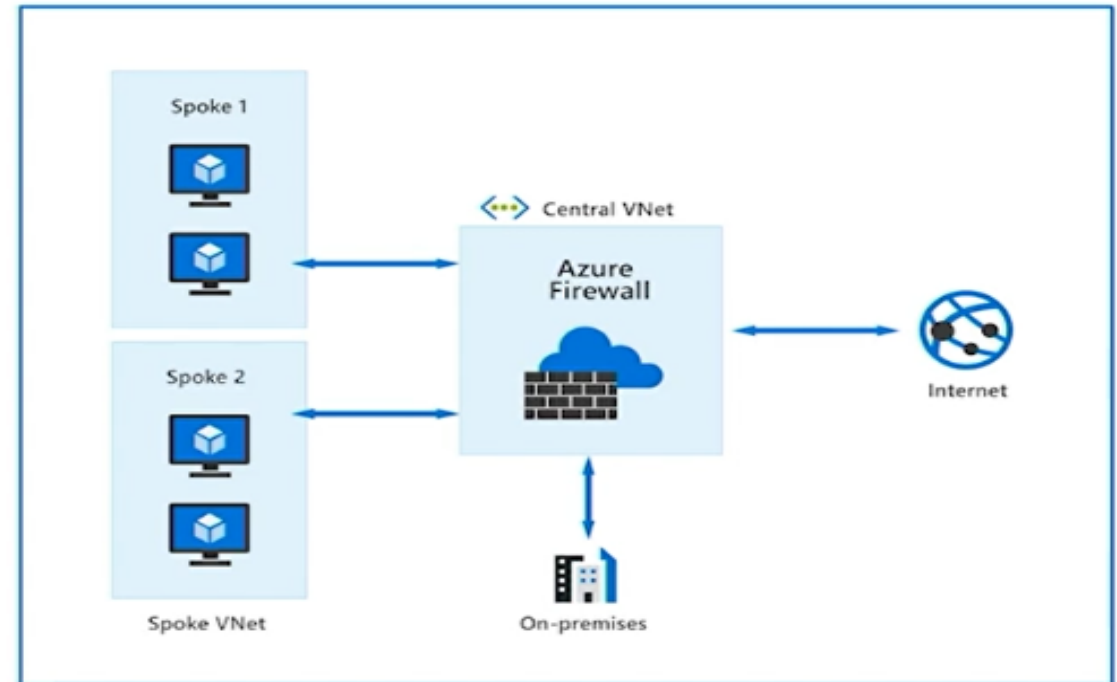 Spoke 1
Central VNet
Azure
Firewall
Spoke 2
Internet
Spoke VNet
On-premises